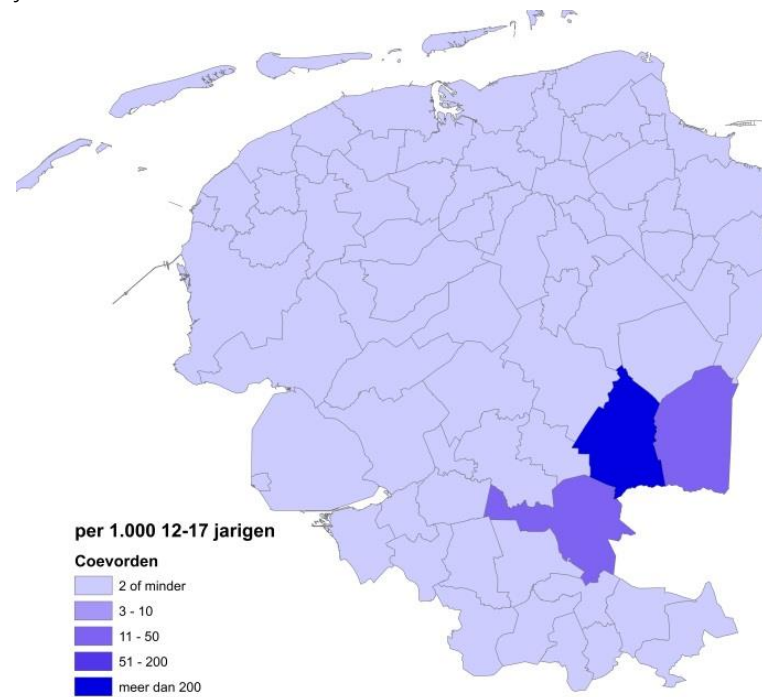 per 1.000 12-17 jarigen
Coevorden
2 of minder
3 - 10
11 - 50
51 - 200
meer dan 200